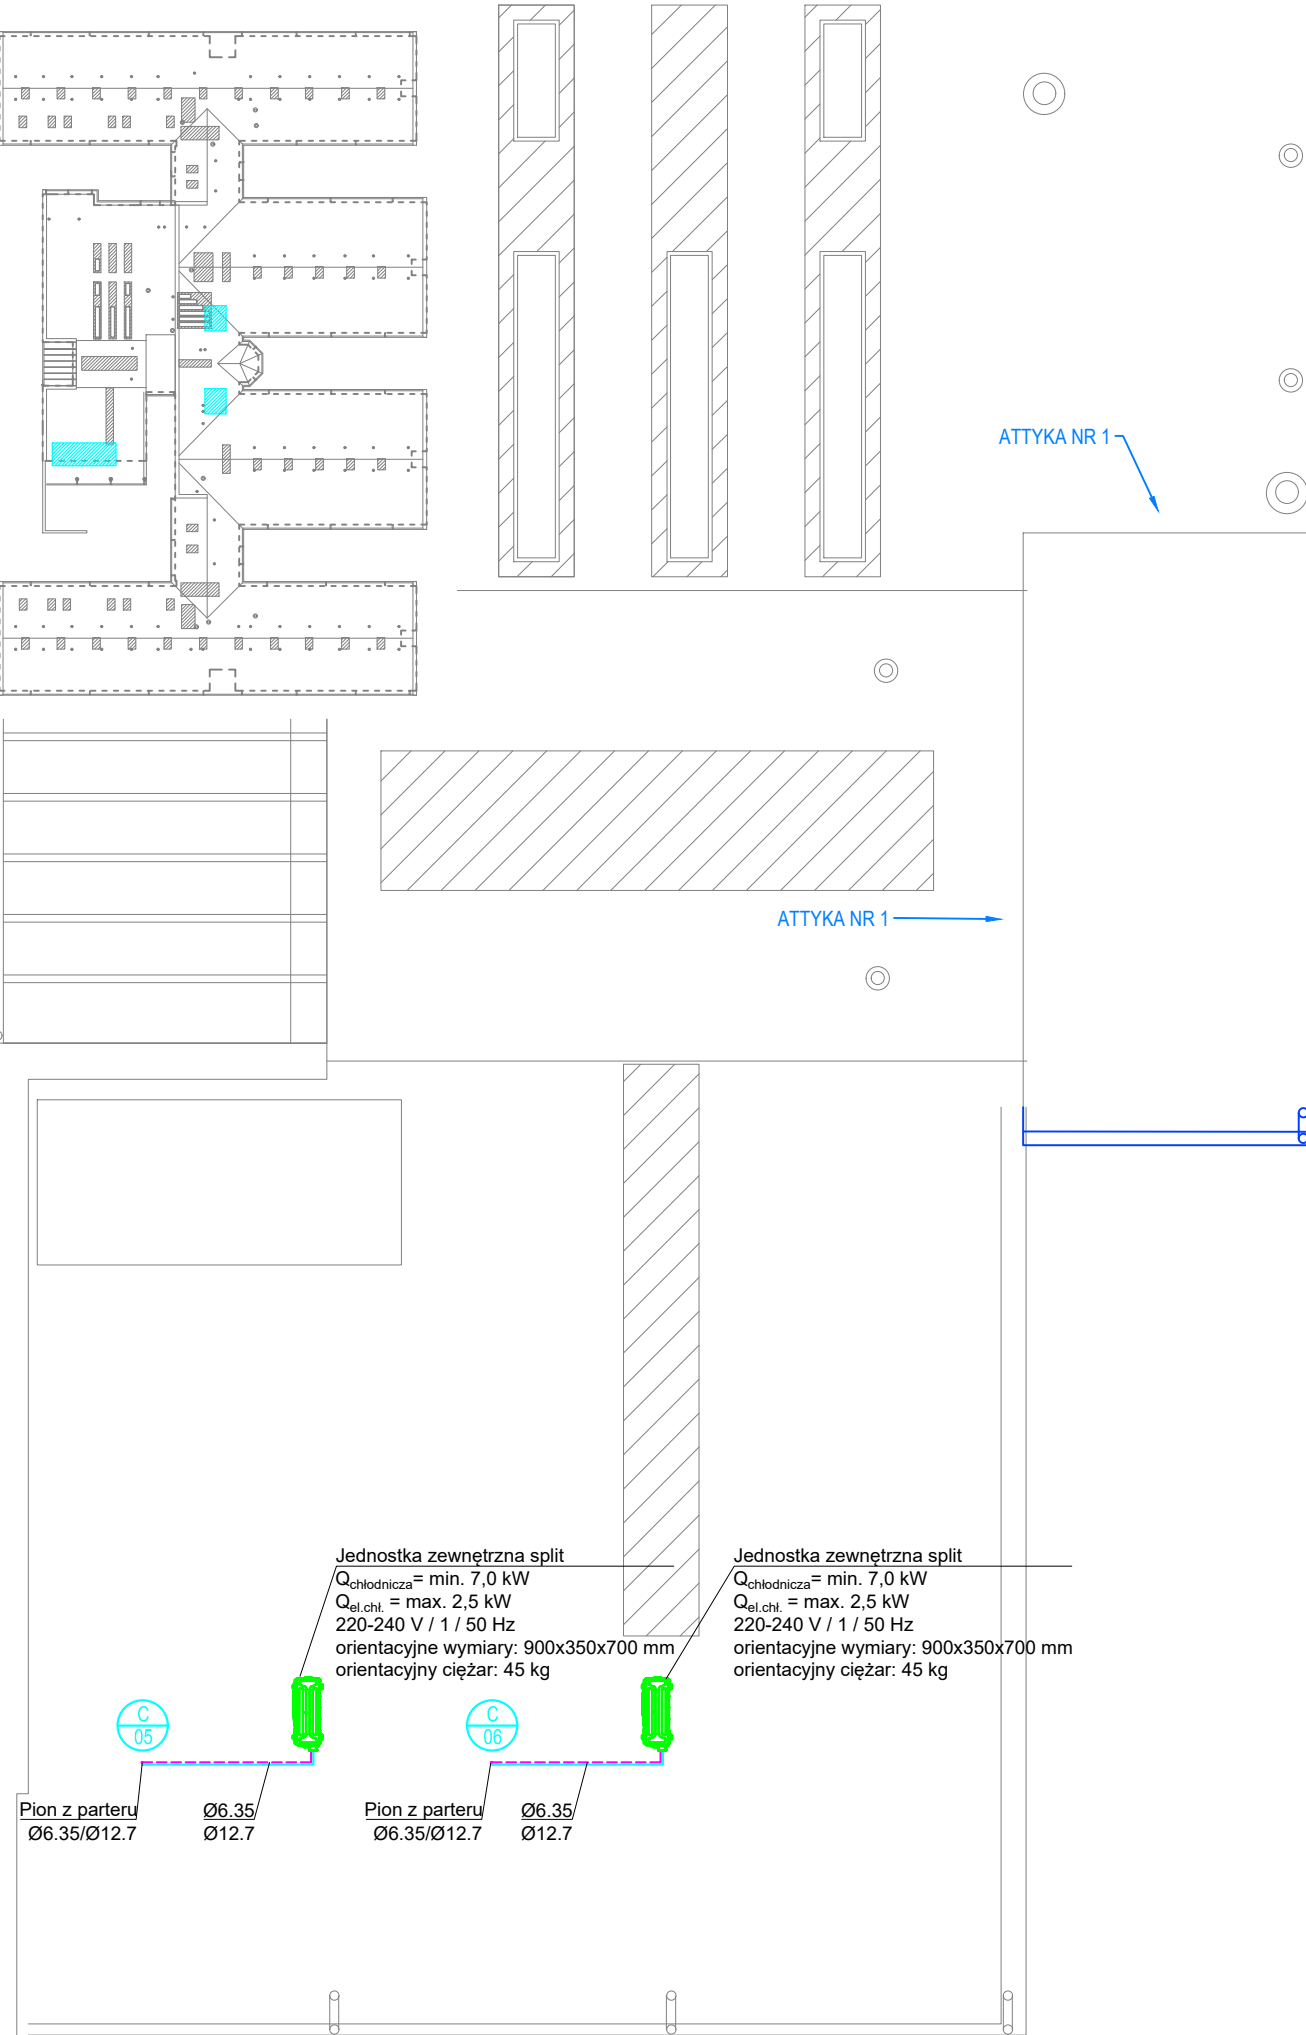 ATTYKA NR 1
ATTYKA NR 1
Jednostka zewnętrzna split
Qchłodnicza= min. 7,0 kW
Qel.chł. = max. 2,5 kW
220-240 V / 1 / 50 Hz
orientacyjne wymiary: 900x350x700 mm
orientacyjny ciężar: 45 kg
Jednostka zewnętrzna split
Qchłodnicza= min. 7,0 kW
Qel.chł. = max. 2,5 kW
220-240 V / 1 / 50 Hz
orientacyjne wymiary: 900x350x700 mm
orientacyjny ciężar: 45 kg
C
05
C
06
Pion z parteru
Ø6.35/Ø12.7
Ø6.35
Ø12.7
Pion z parteru
Ø6.35/Ø12.7
Ø6.35
Ø12.7